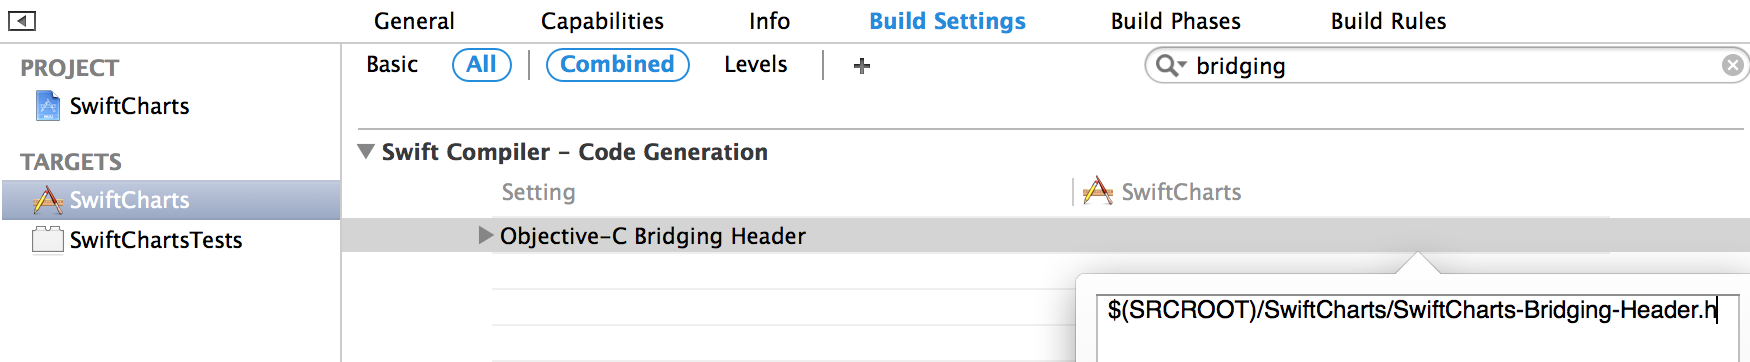 General Capabilities Info Build Settings Build Phases Build Rules
PROJECT
SwiftCharts
TARGETS
SwiftCharts
SwiftChartsTests
Basic All Combined Levels + bridging
Swift Compiler – Code Generation
Setting SwiftCharts
Objective-C Bridging Header
$(SRCROOT)/SwiftCharts/SwiftCharts-Bridging-Header.h